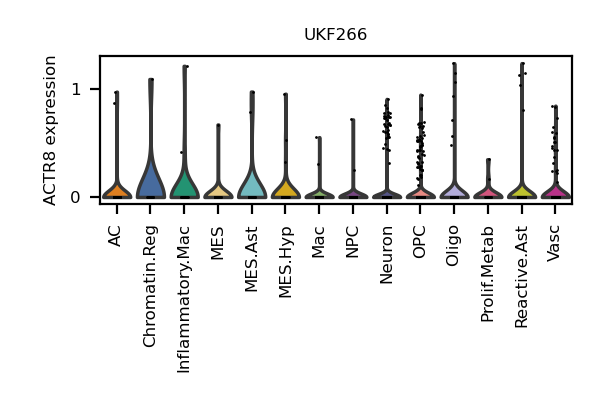 UKF266
ACTR8 expression
1
0
AC
Chromatin.Reg
Inflammatory.Mac
MES
MES.Ast
MES.Hyp
Mac
NPC
Neuron
OPC
Oligo
Prolif.Metab
Reactive.Ast
Vasc